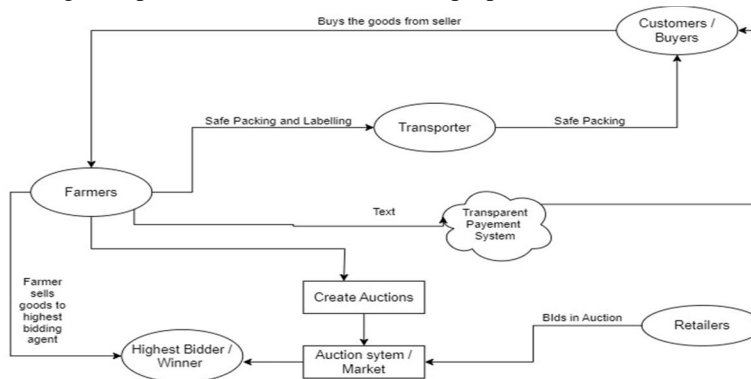 Buys the goods from seller
Customers /
Buyers
Safe Packing and Labelling
Transporter
Safe Packing
Farmers
Text
Transparent
Payement
System
Farmer
sells
goods to
highest
bidding
agent
Create Auctions
BIds in Auction
Retailers
Highest Bidder /
Winner
Auction sytem /
Market